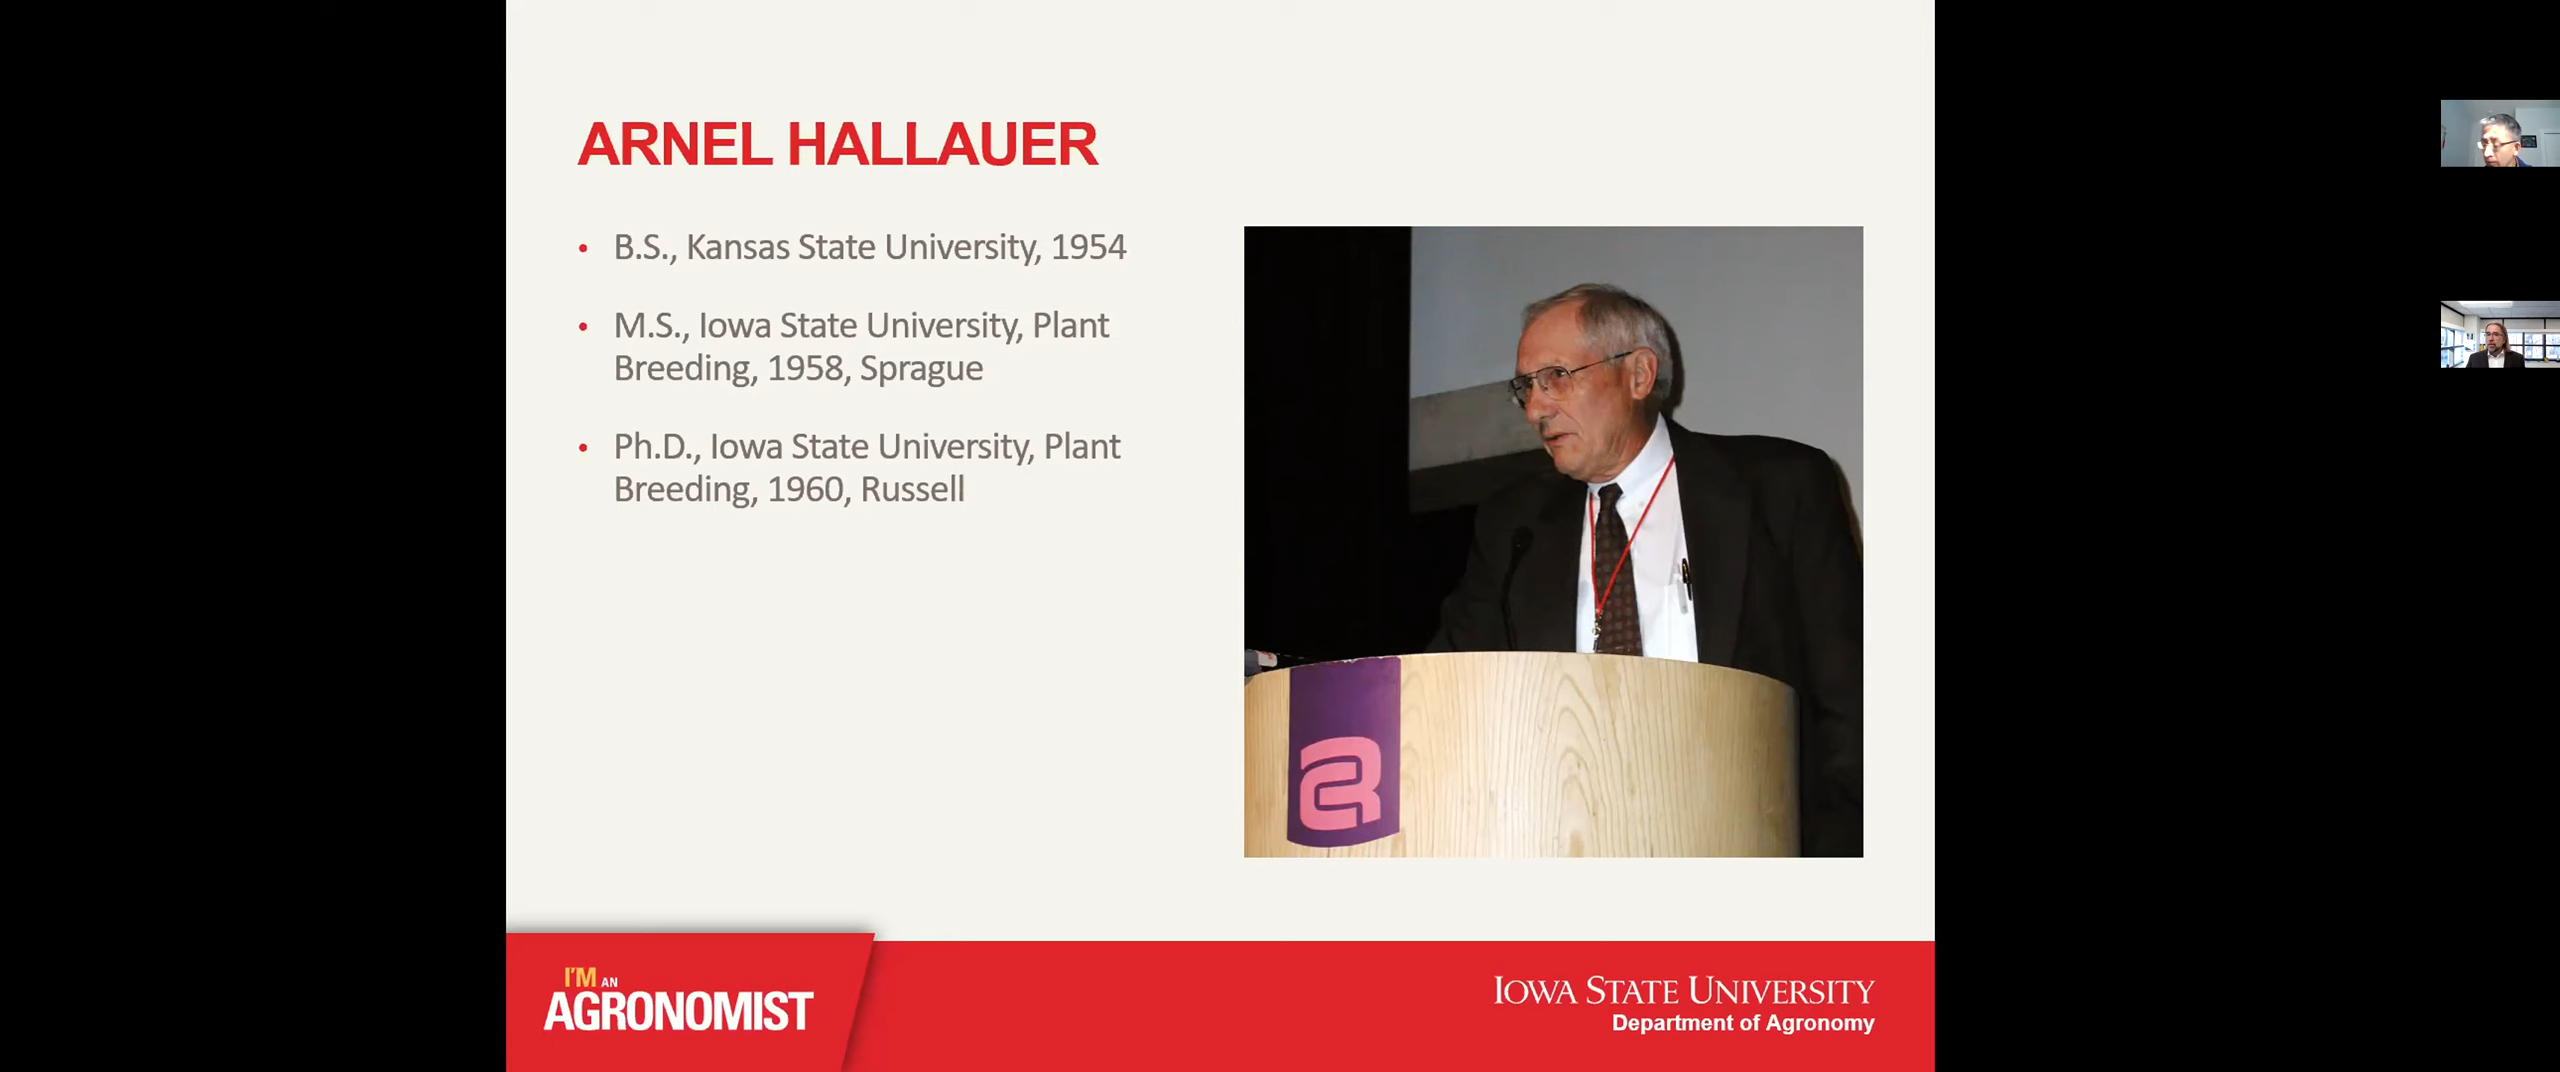 ARNEL HALLAUER
• B.S., Kansas State University, 1954
• M.S., Iowa State University, Plant
Breeding, 1958, Sprague
• Ph.D., Iowa State University, Plant
Breeding, 1960, Russell
I'M AN
AGRONOMIST
IOWA STATE UNIVERSITY
Department of Agronomy